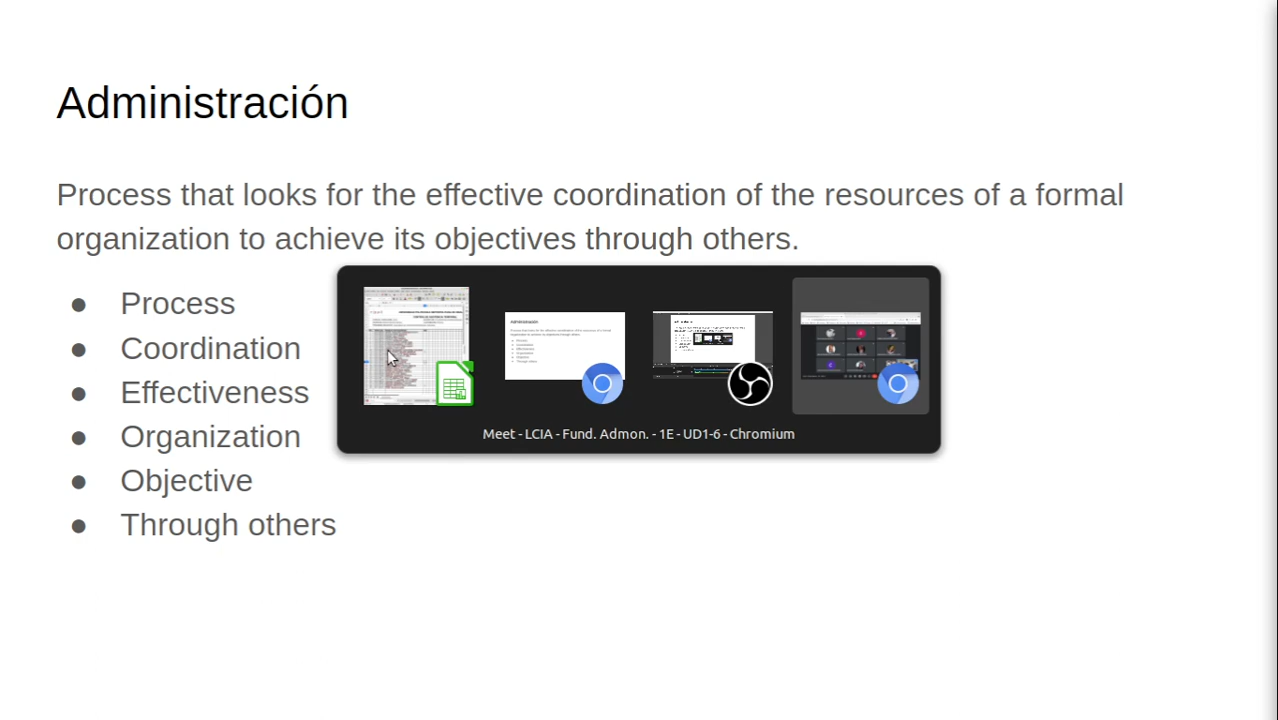 Administración
Process that looks for the effective coordination of the resources of a formal
organization to achieve its objectives through others.
● Process
● Coordination
● Effectiveness
● Organization
● Objective
● Through others
Meet - LCIA - Fund. Admon. - 1E - UD1-6 - Chromium